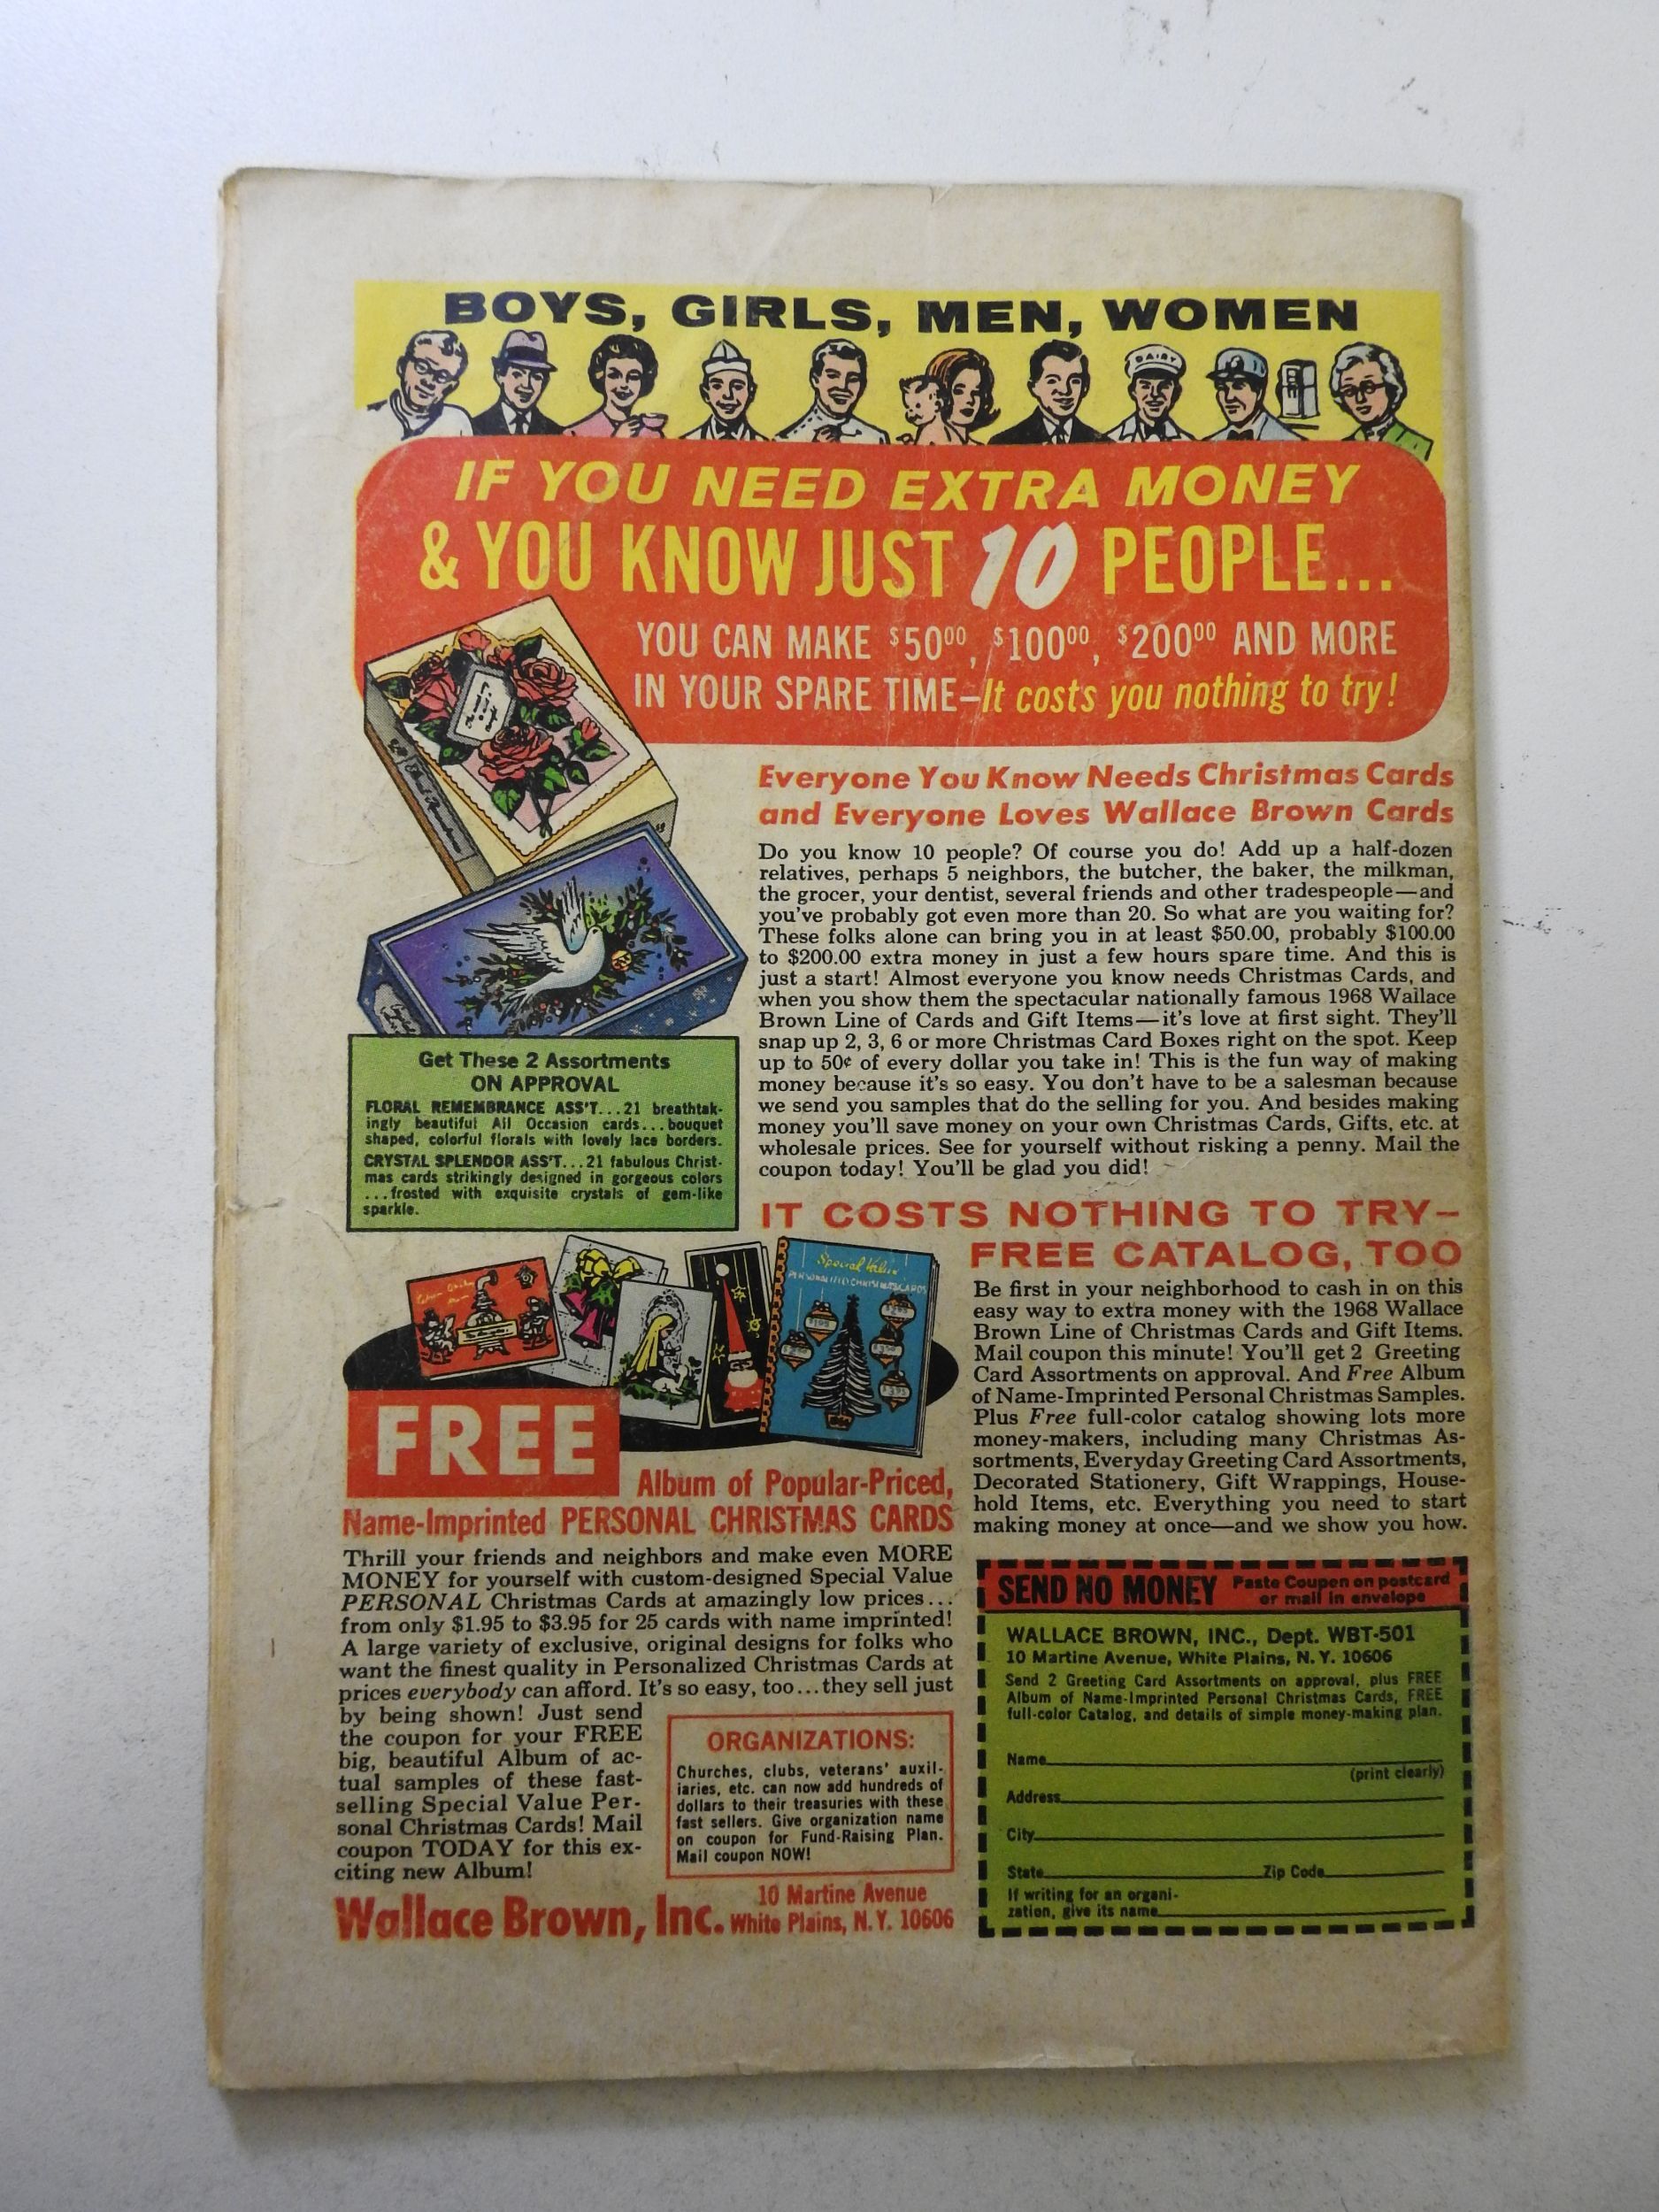 BOYS, GIRLS, MEN, WOMEN
DAIRY
IF YOU NEED EXTRA MONEY
& YOU KNOW JUST 10 PEOPLE...
YOU CAN MAKE $50⁰⁰, $100⁰⁰, $200⁰⁰ AND MORE
IN YOUR SPARE TIME–It costs you nothing to try!
Everyone You Know Needs Christmas Cards
and Everyone Loves Wallace Brown Cards
Do you know 10 people? Of course you do! Add up a half-dozen
relatives, perhaps 5 neighbors, the butcher, the baker, the milkman,
the grocer, your dentist, several friends and other tradespeople—and
you've probably got even more than 20. So what are you waiting for?
These folks alone can bring you in at least $50.00, probably $100.00
to $200.00 extra money in just a few hours spare time. And this is
just a start! Almost everyone you know needs Christmas Cards, and
when you show them the spectacular nationally famous 1968 Wallace
Brown Line of Cards and Gift Items—it's love at first sight. They'll
snap up 2, 3, 6 or more Christmas Card Boxes right on the spot. Keep
up to 50¢ of every dollar you take in! This is the fun way of making
money because it's so easy. You don't have to be a salesman because
we send you samples that do the selling for you. And besides making
money you'll save money on your own Christmas Cards, Gifts, etc. at
wholesale prices. See for yourself without risking a penny. Mail the
coupon today! You'll be glad you did!
Get These 2 Assortments
ON APPROVAL
FLORAL REMEMBRANCE ASS'T...21 breathtak-
ingly beautiful All Occasion cards...bouquet
shaped, colorful florals with lovely lace borders.
CRYSTAL SPLENDOR ASS'T...21 fabulous Christ-
mas cards strikingly designed in gorgeous colors
...frosted with exquisite crystals of gem-like
sparkle.
IT COSTS NOTHING TO TRY–
FREE CATALOG, TOO
Be first in your neighborhood to cash in on this
easy way to extra money with the 1968 Wallace
Brown Line of Christmas Cards and Gift Items.
Mail coupon this minute! You'll get 2 Greeting
Card Assortments on approval. And Free Album
of Name-Imprinted Personal Christmas Samples.
Plus Free full-color catalog showing lots more
money-makers, including many Christmas As-
sortments, Everyday Greeting Card Assortments,
Decorated Stationery, Gift Wrappings, House-
hold Items, etc. Everything you need to start
making money at once—and we show you how.
Special Value
PERSONALIZED CHRISTMAS CARDS
FREE
Album of Popular-Priced,
Name-Imprinted PERSONAL CHRISTMAS CARDS
Thrill your friends and neighbors and make even MORE
MONEY for yourself with custom-designed Special Value
PERSONAL Christmas Cards at amazingly low prices...
from only $1.95 to $3.95 for 25 cards with name imprinted!
A large variety of exclusive, original designs for folks who
want the finest quality in Personalized Christmas Cards at
prices everybody can afford. It's so easy, too...they sell just
by being shown! Just send
the coupon for your FREE
big, beautiful Album of ac-
tual samples of these fast-
selling Special Value Per-
sonal Christmas Cards! Mail
coupon TODAY for this ex-
citing new Album!
ORGANIZATIONS:
Churches, clubs, veterans' auxil-
iaries, etc. can now add hundreds of
dollars to their treasuries with these
fast sellers. Give organization name
on coupon for Fund-Raising Plan.
Mail coupon NOW!
Wallace Brown, Inc.
10 Martine Avenue
White Plains, N.Y. 10606
SEND NO MONEY
Paste Coupon on postcard
or mail in envelope
WALLACE BROWN, INC., Dept. WBT-501
10 Martine Avenue, White Plains, N.Y. 10606
Send 2 Greeting Card Assortments on approval, plus FREE
Album of Name-Imprinted Personal Christmas Cards, FREE
full-color Catalog, and details of simple money-making plan.
Name
(print clearly)
Address
City
State Zip Code
If writing for an organi-
zation, give its name